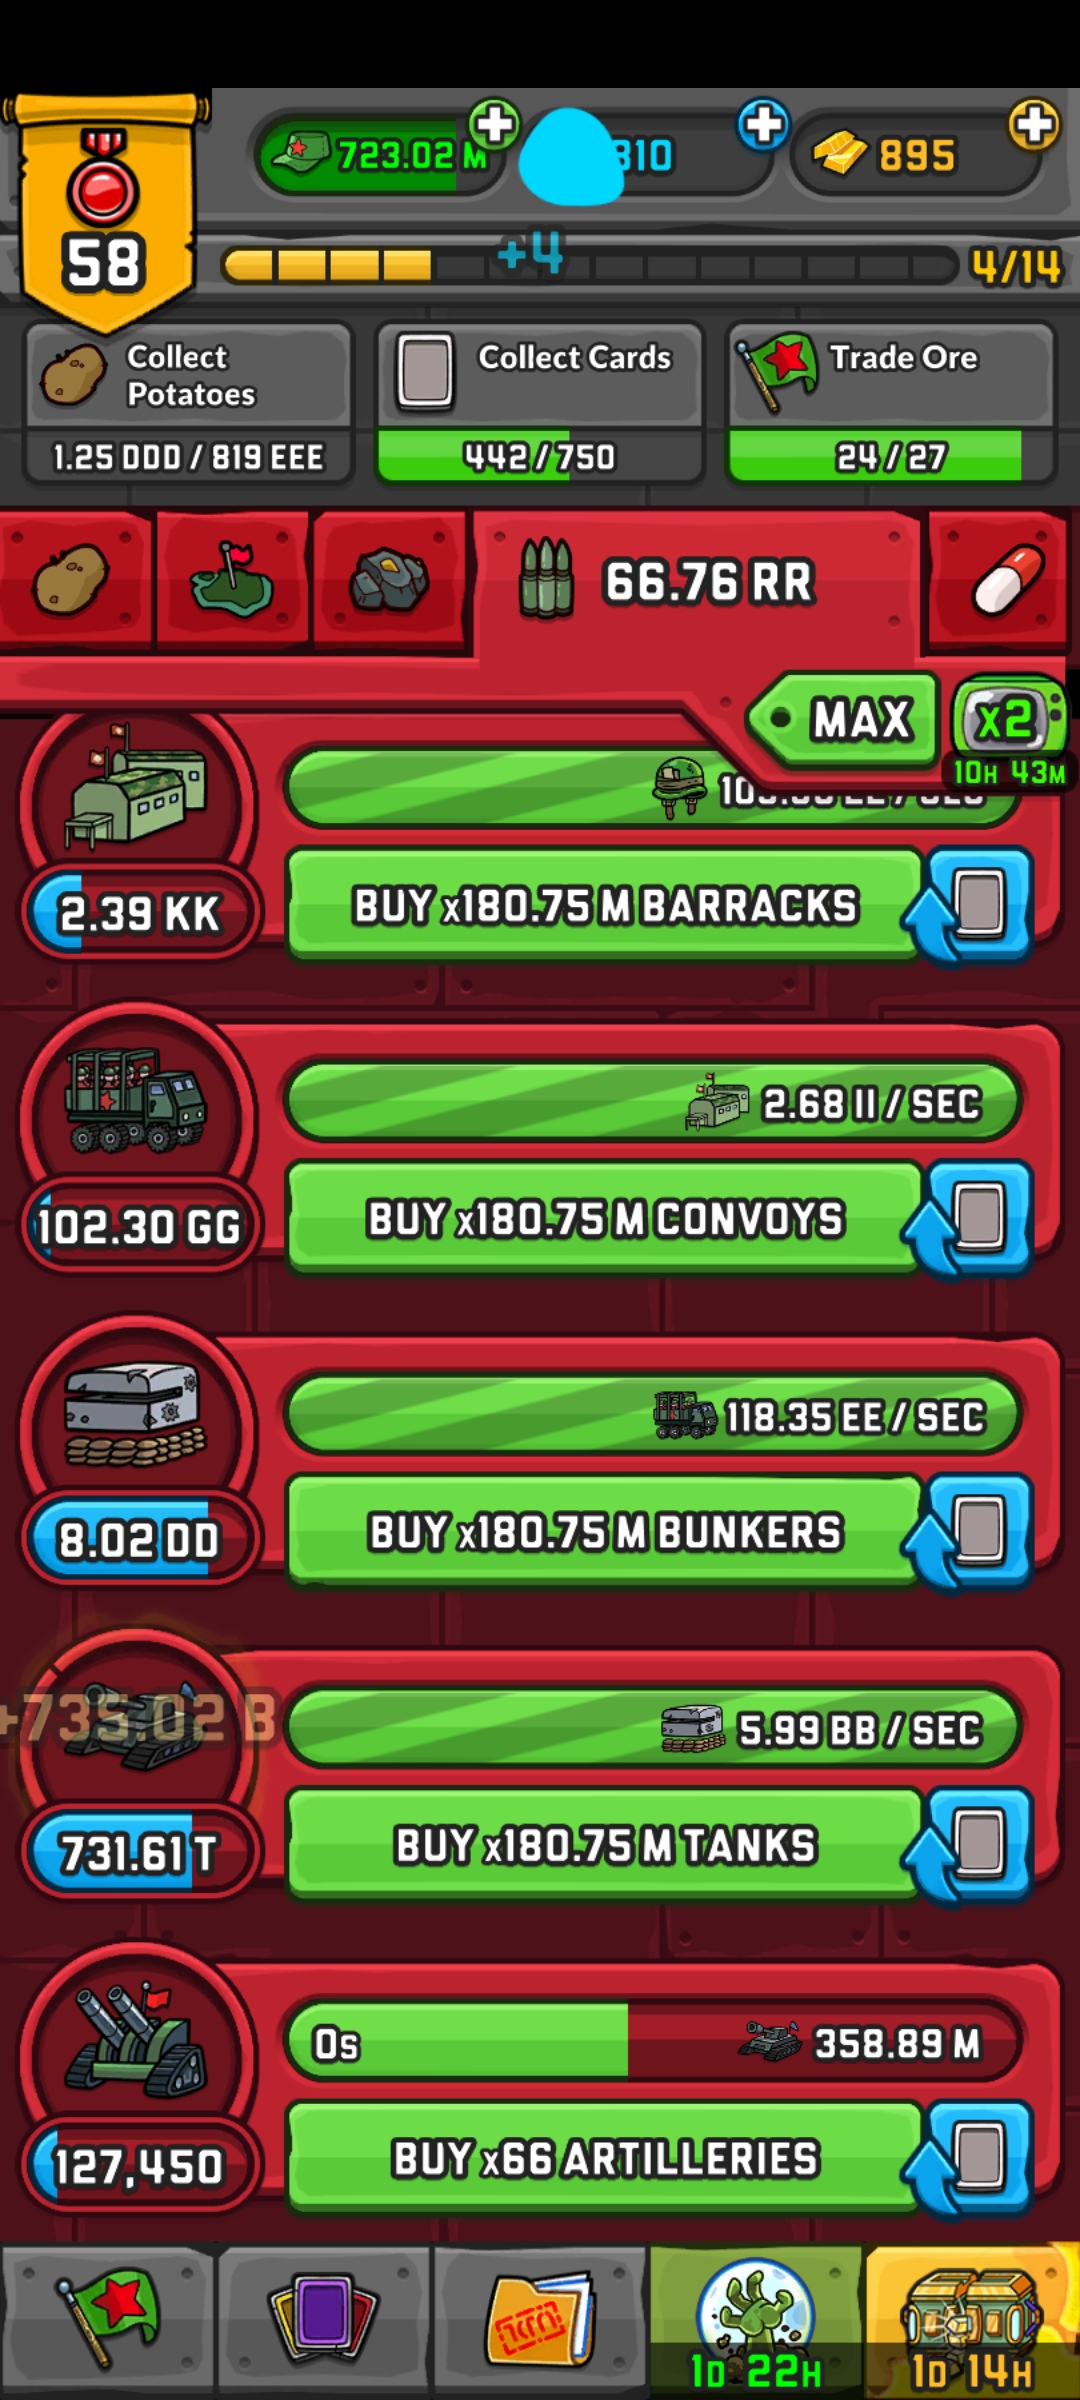 723.02 M
895
58
+4
4/14
Collect
Potatoes
1.25 DDD / 819 EEE
Collect Cards
442/750
Trade Ore
24/27
66.76 RR
MAX
x2
10H 43M
2.39 KK
BUY x180.75 M BARRACKS
2.68 II / SEC
102.30 GG
BUY x180.75 M CONVOYS
118.35 EE / SEC
8.02 DD
BUY x180.75 M BUNKERS
+735.02 B
5.99 BB / SEC
731.61 T
BUY x180.75 M TANKS
0s
358.89 M
127,450
BUY x66 ARTILLERIES
1D 22H
1D 14H